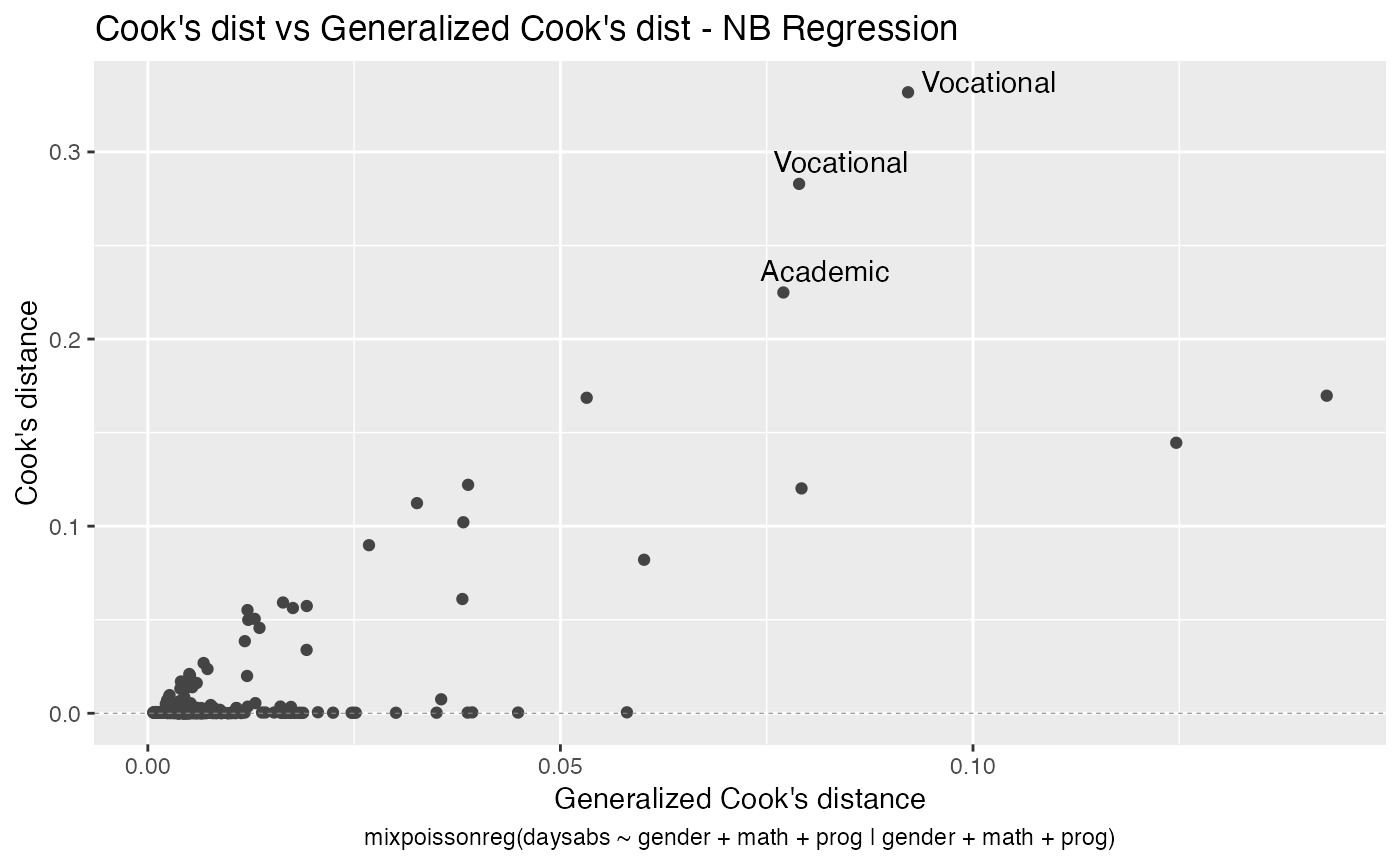 Cook's dist vs Generalized Cook's dist - NB Regression
Vocational
Vocational
Academic
0.3
0.2
0.1
0.0
Cook's distance
0.00
0.05
0.10
Generalized Cook's distance
mixpoissonreg(daysabs ~ gender + math + prog | gender + math + prog)